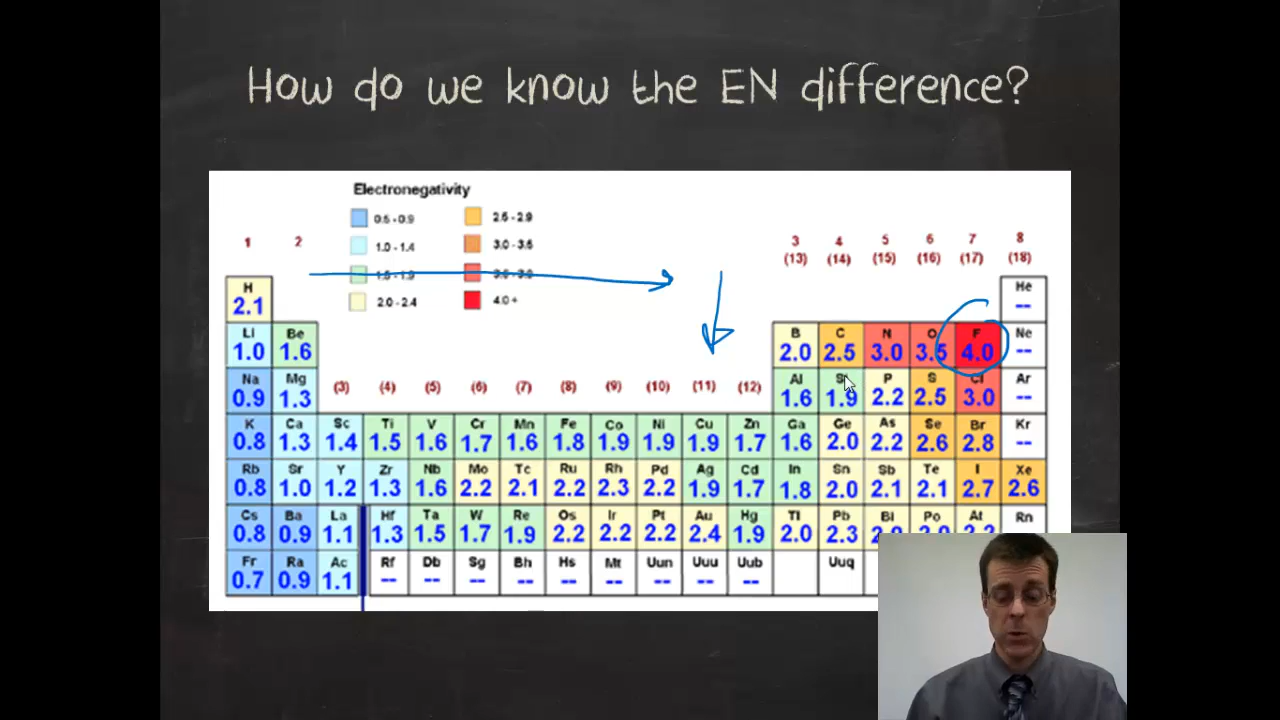 How do we know the EN difference?
Electronegativity
0.5 - 0.9 2.5 - 2.9
1.0 - 1.4 3.0 - 3.5
2.0 - 2.4 4.0 +
1 2 3 4 5 6 7 8
(13) (14) (15) (16) (17) (18)
H He
2.1 --
Li Be B C N O F Ne
1.0 1.6 2.0 2.5 3.0 3.5 4.0 --
Na Mg (3) (4) (5) (6) (7) (8) (9) (10) (11) (12) Al Si P S Cl Ar
0.9 1.3 1.6 1.9 2.2 2.5 3.0 --
K Ca Sc Ti V Cr Mn Fe Co Ni Cu Zn Ga Ge As Se Br Kr
0.8 1.3 1.4 1.5 1.6 1.7 1.6 1.8 1.9 1.9 1.9 1.7 1.6 2.0 2.2 2.6 2.8 --
Rb Sr Y Zr Nb Mo Tc Ru Rh Pd Ag Cd In Sn Sb Te I Xe
0.8 1.0 1.2 1.3 1.6 2.2 2.1 2.2 2.3 2.2 1.9 1.7 1.8 2.0 2.1 2.1 2.7 2.6
Cs Ba La Hf Ta W Re Os Ir Pt Au Hg Tl Pb Bi Po At Rn
0.8 0.9 1.1 1.3 1.5 1.7 1.9 2.2 2.2 2.2 2.4 1.9 2.0 2.3
Fr Ra Ac Rf Db Sg Bh Hs Mt Uun Uuu Uub Uuq
0.7 0.9 1.1 -- -- -- -- -- -- -- -- --